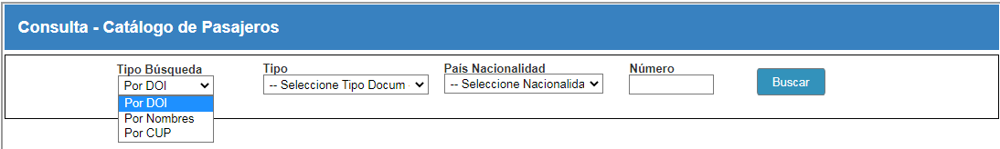 Consulta - Catálogo de Pasajeros
Tipo Búsqueda
Tipo
País Nacionalidad
Número
Por DOI
-- Seleccione Tipo Docum
-- Seleccione Nacionalida
Buscar
Por DOI
Por Nombres
Por CUP